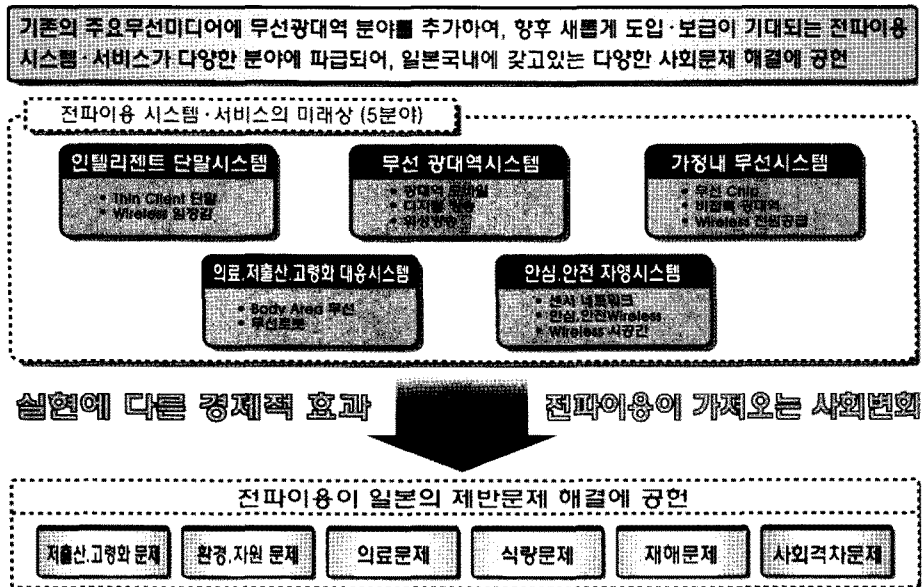 기존의 주요무선미디어에 무선광대역 분야를 추가하여, 향후 새롭게 도입·보급이 기대되는 전파이용
시스템·서비스가 다양한 분야에 파급되어, 일본국내에 갖고있는 다양한 사회문제 해결에 공헌
전파이용 시스템·서비스의 미래상 (5분야)
인텔리젠트 단말시스템
• Thin Client 단말
• Wireless 임장감
무선 광대역시스템
• 광대역 모바일
• 디지털 방송
• 위성방송
가정내 무선시스템
• 무선 Chip
• 비접촉 광대역
• Wireless 전원공급
의료.저출산.고령화 대응시스템
• Body Area 무선
• 무선로봇
안심.안전 자영시스템
• 센서 네트워크
• 안심.안전Wireless
• Wireless 시공간
실현에 다른 경제적 효과
전파이용이 가져오는 사회변화
전파이용이 일본의 제반문제 해결에 공헌
저출산.고령화 문제
환경.자원 문제
의료문제
식량문제
재해문제
사회격차문제